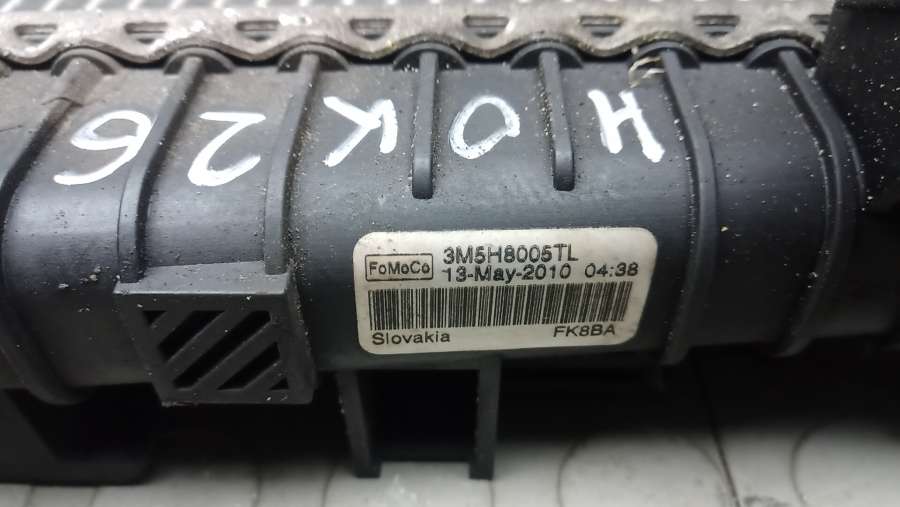 HOK26
FoMoCo 3M5H8005TL
13-May-2010 04:38
Slovakia FK8BA